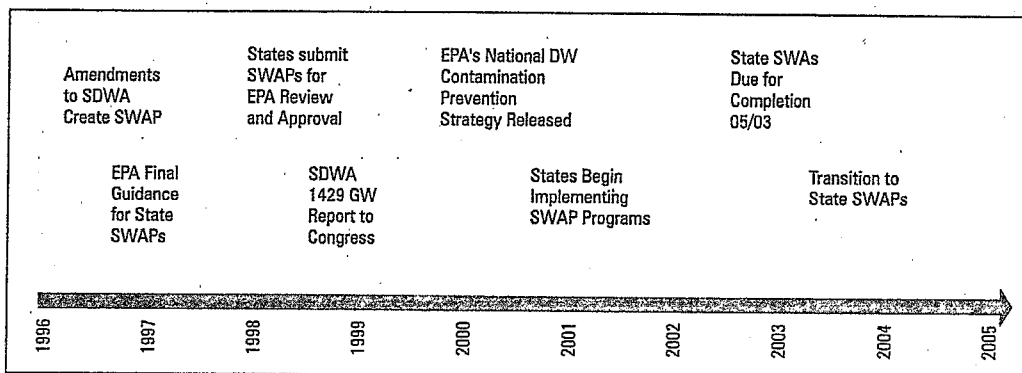 Amendments
to SDWA
Create SWAP
States submit
SWAPs for
EPA Review
and Approval
EPA's National DW
Contamination
Prevention
Strategy Released
State SWAs
Due for
Completion
05/03
EPA Final
Guidance
for State
SWAPs
SDWA
1429 GW
Report to
Congress
States Begin
Implementing
SWAP Programs
Transition to
State SWAPs
1996
1997
1998
1999
2000
2001
2002
2003
2004
2005